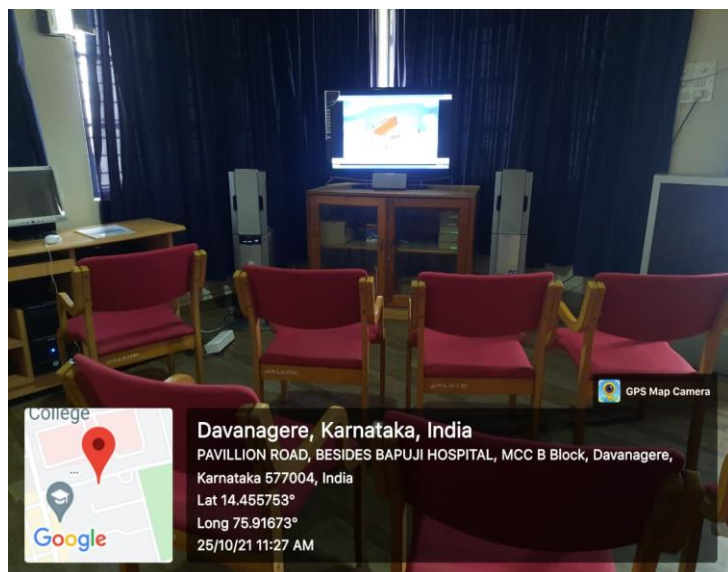 GPS Map Camera
College
Google
Davanagere, Karnataka, India
PAVILLION ROAD, BESIDES BAPUJI HOSPITAL, MCC B Block, Davanagere,
Karnataka 577004, India
Lat 14.455753°
Long 75.91673°
25/10/21 11:27 AM